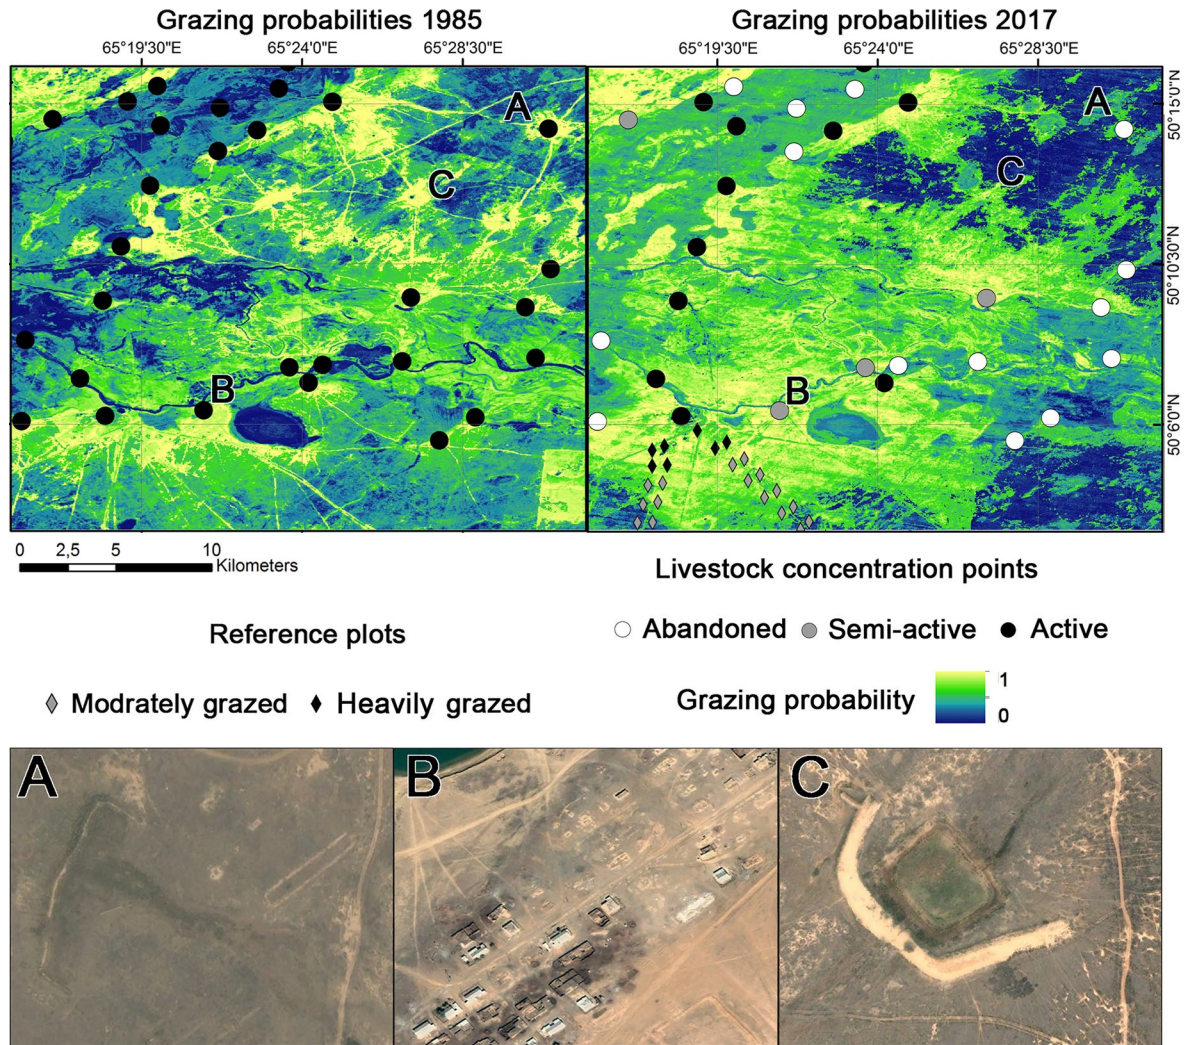 Grazing probabilities 1985
Grazing probabilities 2017
65°19'30"E 65°24'0"E 65°28'30"E
65°19'30"E 65°24'0"E 65°28'30"E
A
C
B
A
C
B
50°15'0"N
50°10'30"N
50°6'0"N
0 2,5 5 10
Kilometers
Livestock concentration points
Abandoned Semi-active Active
Reference plots
Modrately grazed Heavily grazed
Grazing probability
1
0
A
B
C